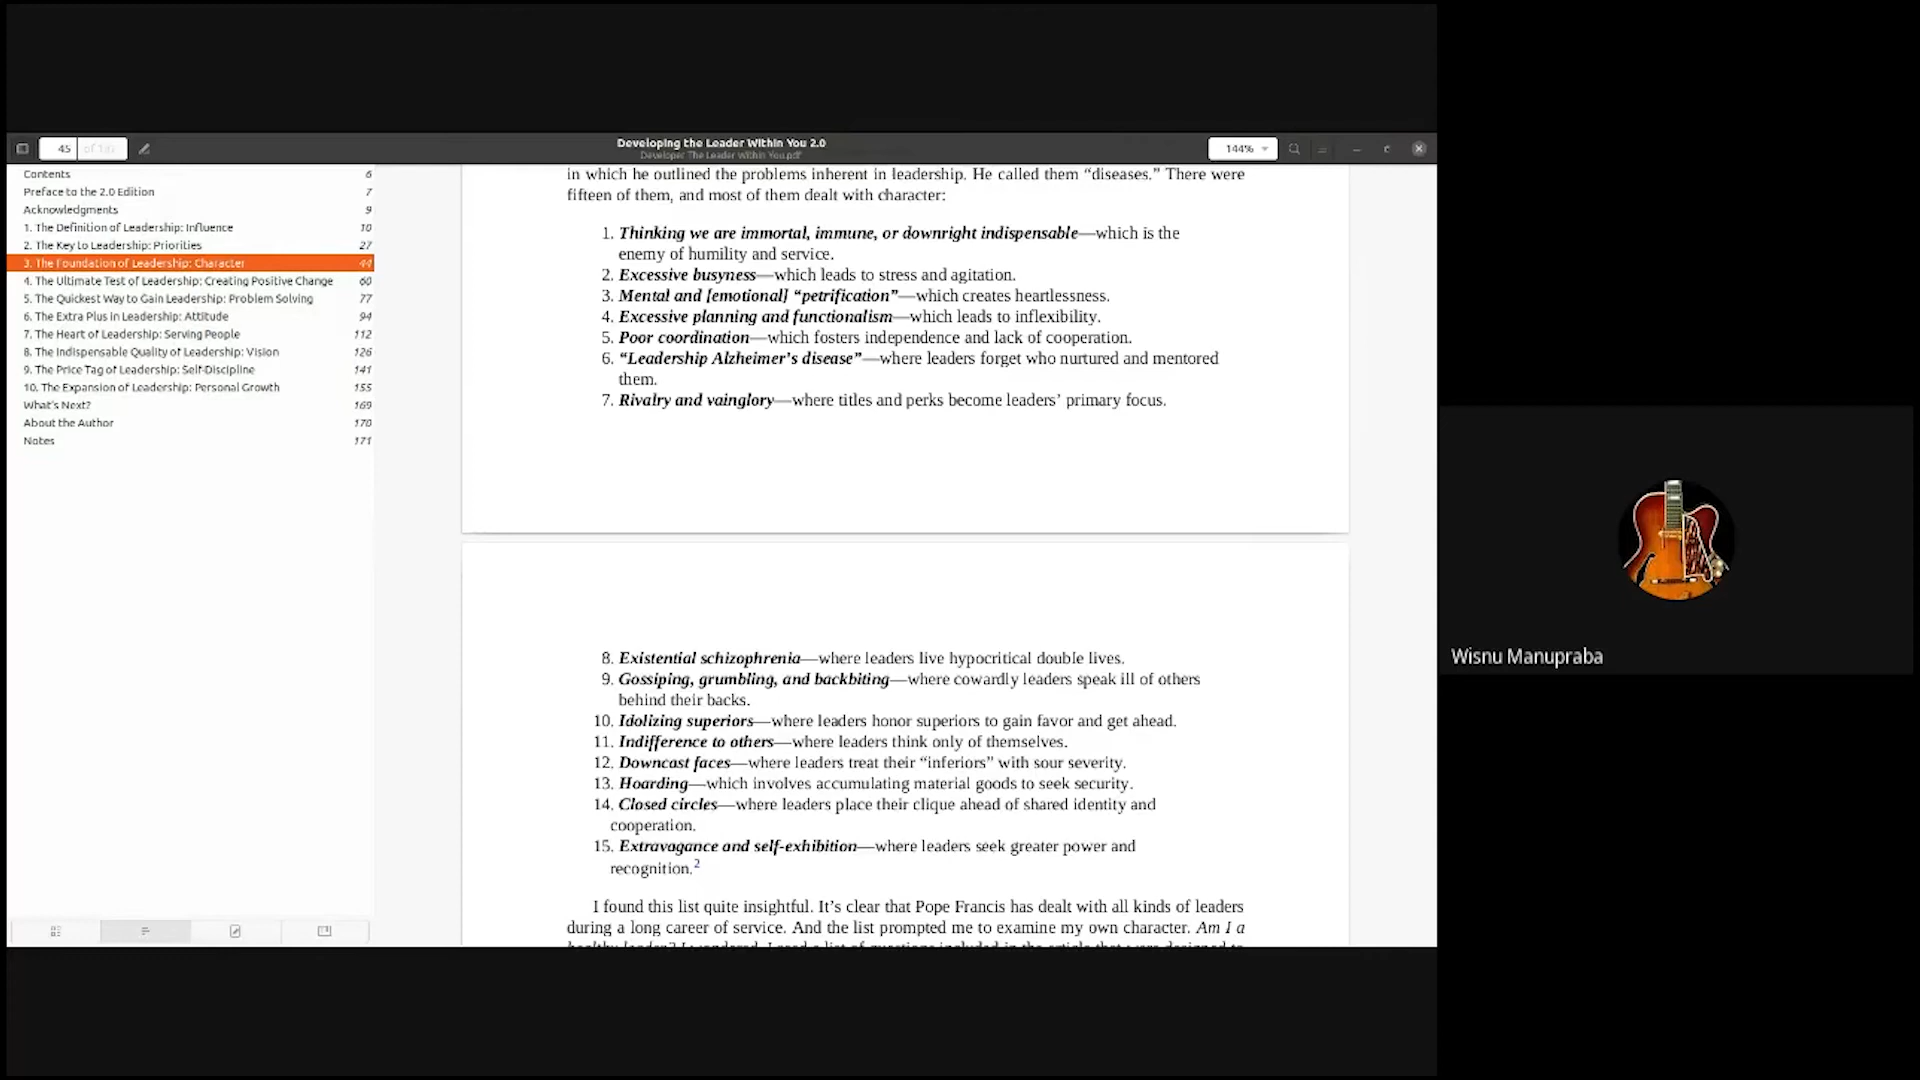 45 of 180
Developing the Leader Within You 2.0
Developer The Leader Within You.pdf
144%
Contents 6
Preface to the 2.0 Edition 7
Acknowledgments 9
1. The Definition of Leadership: Influence 10
2. The Key to Leadership: Priorities 27
3. The Foundation of Leadership: Character 44
4. The Ultimate Test of Leadership: Creating Positive Change 60
5. The Quickest Way to Gain Leadership: Problem Solving 77
6. The Extra Plus in Leadership: Attitude 94
7. The Heart of Leadership: Serving People 112
8. The Indispensable Quality of Leadership: Vision 126
9. The Price Tag of Leadership: Self-Discipline 141
10. The Expansion of Leadership: Personal Growth 155
What's Next? 169
About the Author 170
Notes 171
in which he outlined the problems inherent in leadership. He called them “diseases.” There were
fifteen of them, and most of them dealt with character:
1. Thinking we are immortal, immune, or downright indispensable—which is the
enemy of humility and service.
2. Excessive busyness—which leads to stress and agitation.
3. Mental and [emotional] “petrification”—which creates heartlessness.
4. Excessive planning and functionalism—which leads to inflexibility.
5. Poor coordination—which fosters independence and lack of cooperation.
6. “Leadership Alzheimer’s disease”—where leaders forget who nurtured and mentored
them.
7. Rivalry and vainglory—where titles and perks become leaders’ primary focus.
8. Existential schizophrenia—where leaders live hypocritical double lives.
9. Gossiping, grumbling, and backbiting—where cowardly leaders speak ill of others
behind their backs.
10. Idolizing superiors—where leaders honor superiors to gain favor and get ahead.
11. Indifference to others—where leaders think only of themselves.
12. Downcast faces—where leaders treat their “inferiors” with sour severity.
13. Hoarding—which involves accumulating material goods to seek security.
14. Closed circles—where leaders place their clique ahead of shared identity and
cooperation.
15. Extravagance and self-exhibition—where leaders seek greater power and
recognition.2
I found this list quite insightful. It’s clear that Pope Francis has dealt with all kinds of leaders
during a long career of service. And the list prompted me to examine my own character. Am I a
Wisnu Manupraba